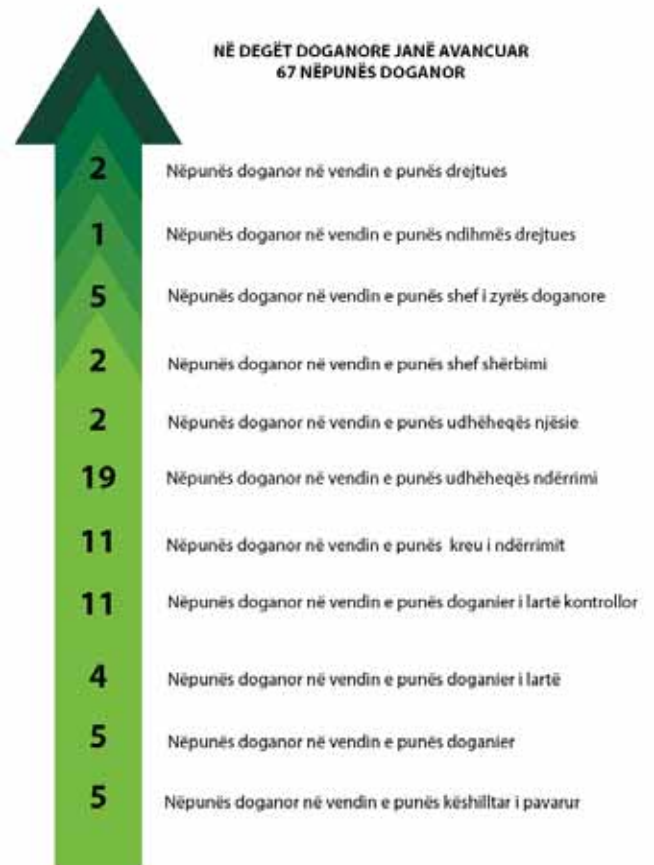 NË DEGËT DOGANORE JANË AVANCUAR
67 NËPUNËS DOGANOR
2 Nëpunës doganor në vendin e punës drejtues
1 Nëpunës doganor në vendin e punës ndihmës drejtues
5 Nëpunës doganor në vendin e punës shef i zyrës doganore
2 Nëpunës doganor në vendin e punës shef shërbimi
2 Nëpunës doganor në vendin e punës udhëheqës njësie
19 Nëpunës doganor në vendin e punës udhëheqës ndërrimi
11 Nëpunës doganor në vendin e punës kreu i ndërrimit
11 Nëpunës doganor në vendin e punës doganier i lartë kontrollor
4 Nëpunës doganor në vendin e punës doganier i lartë
5 Nëpunës doganor në vendin e punës doganier
5 Nëpunës doganor në vendin e punës këshilltar i pavarur